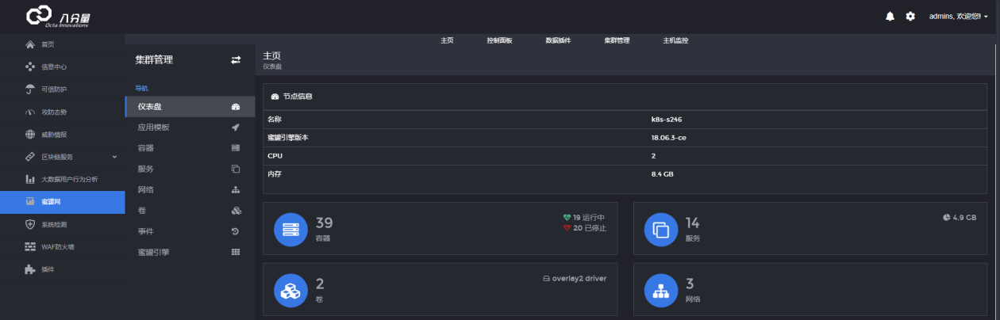 八分量
Octa Innovations
admins, 欢迎您!
首页
信息中心
可信防护
攻防态势
威胁情报
区块链服务
大数据用户行为分析
蜜罐网
系统检测
WAF防火墙
插件
主页
控制面板
数据插件
集群管理
主机监控
集群管理
导航
仪表盘
应用模板
容器
服务
网络
卷
事件
蜜罐引擎
主页
仪表盘
节点信息
名称 k8s-s246
蜜罐引擎版本 18.06.3-ce
CPU 2
内存 8.4 GB
39
容器
19 运行中
20 已停止
14
服务
4.9 GB
2
卷
overlay2 driver
3
网络